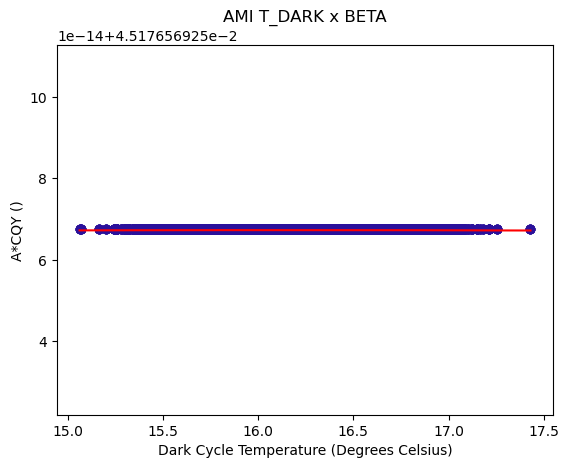 AMI T_DARK x BETA
1e−14+4.517656925e−2
10
8
6
4
A*CQY ()
15.0 15.5 16.0 16.5 17.0 17.5
Dark Cycle Temperature (Degrees Celsius)